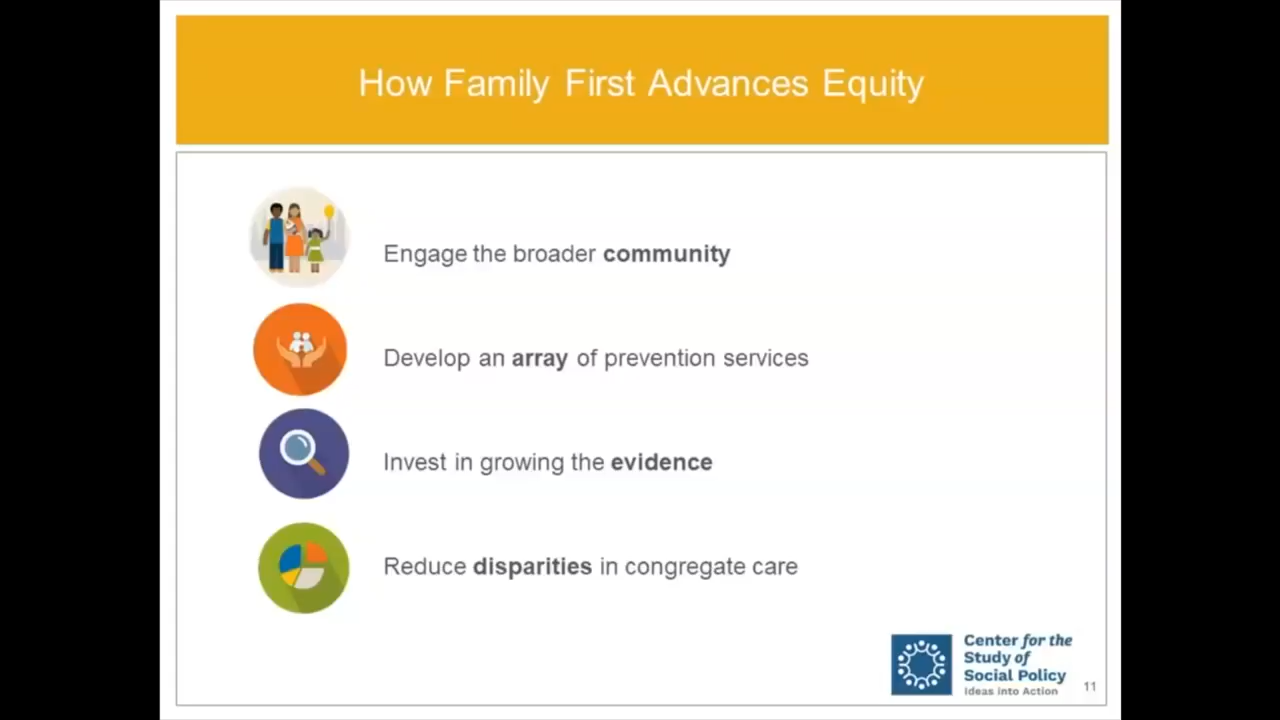 How Family First Advances Equity
Engage the broader community
Develop an array of prevention services
Invest in growing the evidence
Reduce disparities in congregate care
Center for the
Study of
Social Policy
Ideas into Action
11